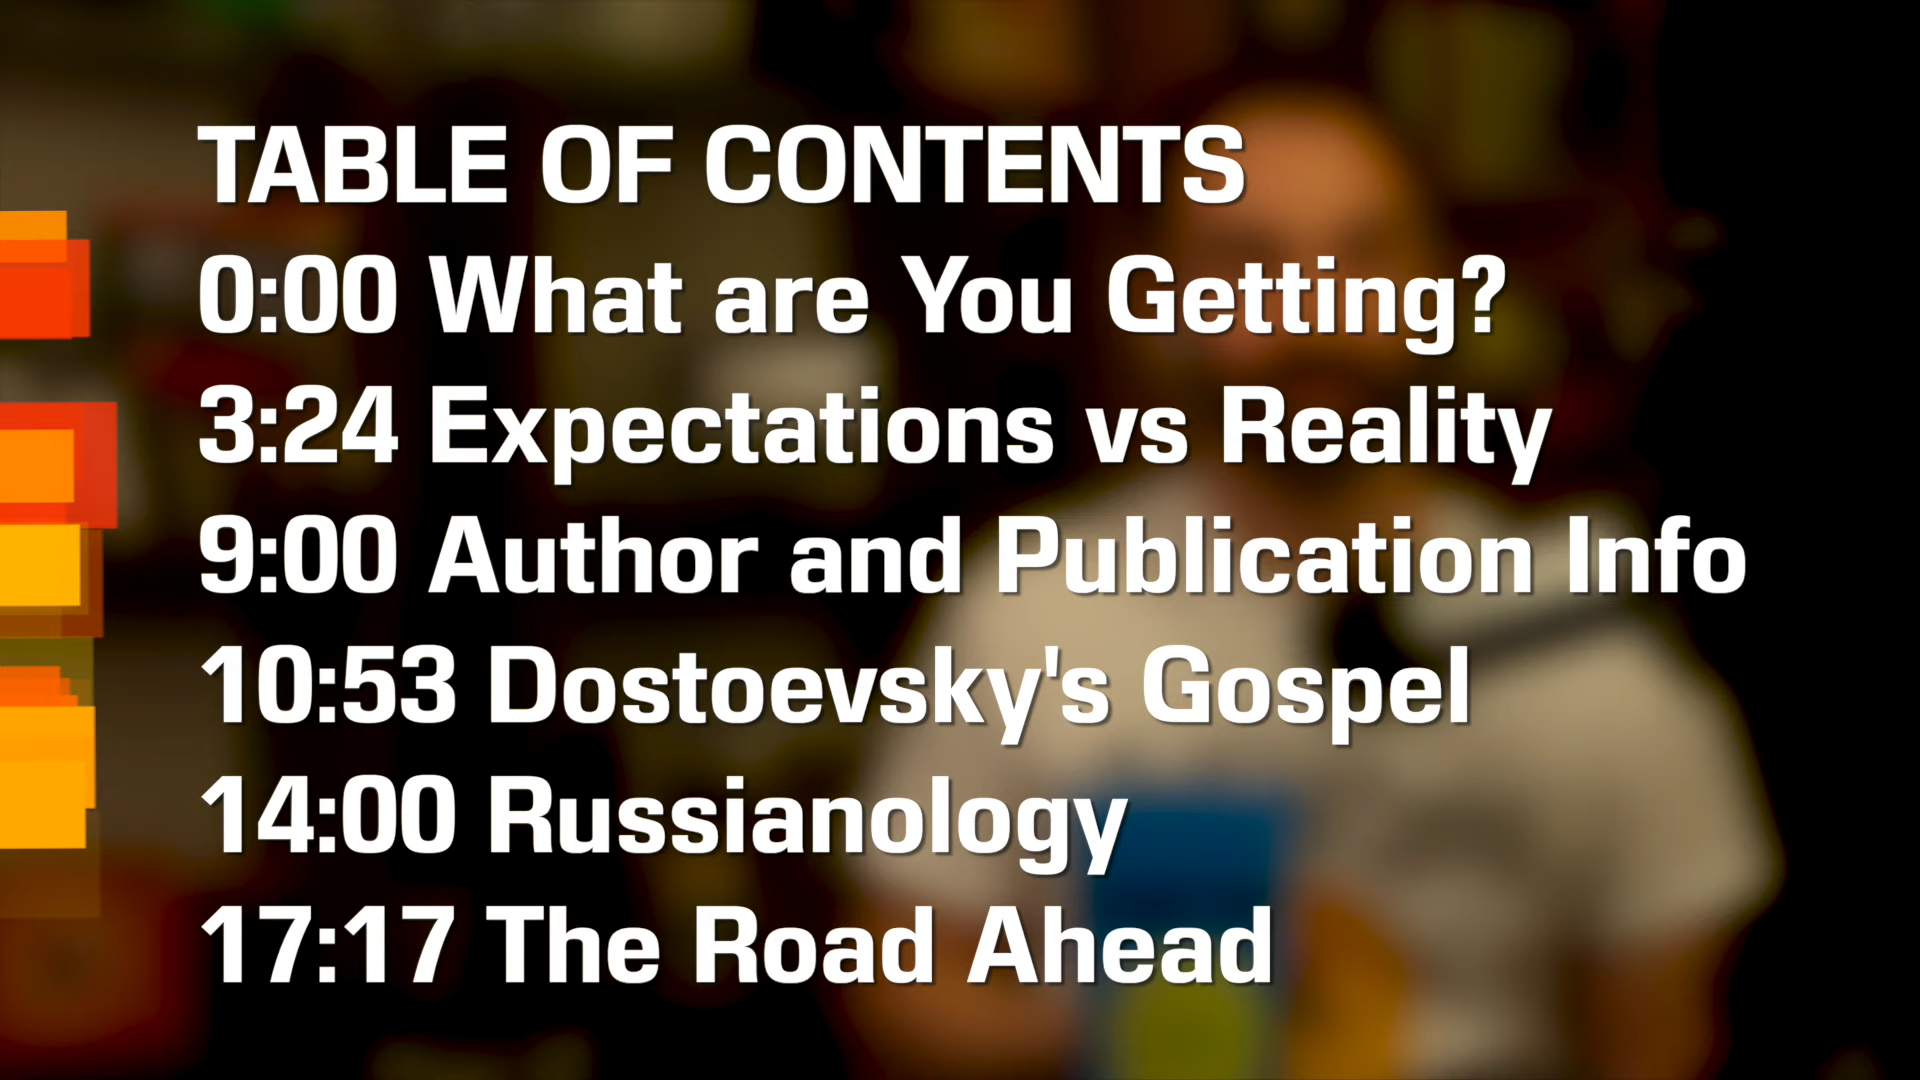 TABLE OF CONTENTS
0:00 What are You Getting?
3:24 Expectations vs Reality
9:00 Author and Publication Info
10:53 Dostoevsky's Gospel
14:00 Russianology
17:17 The Road Ahead